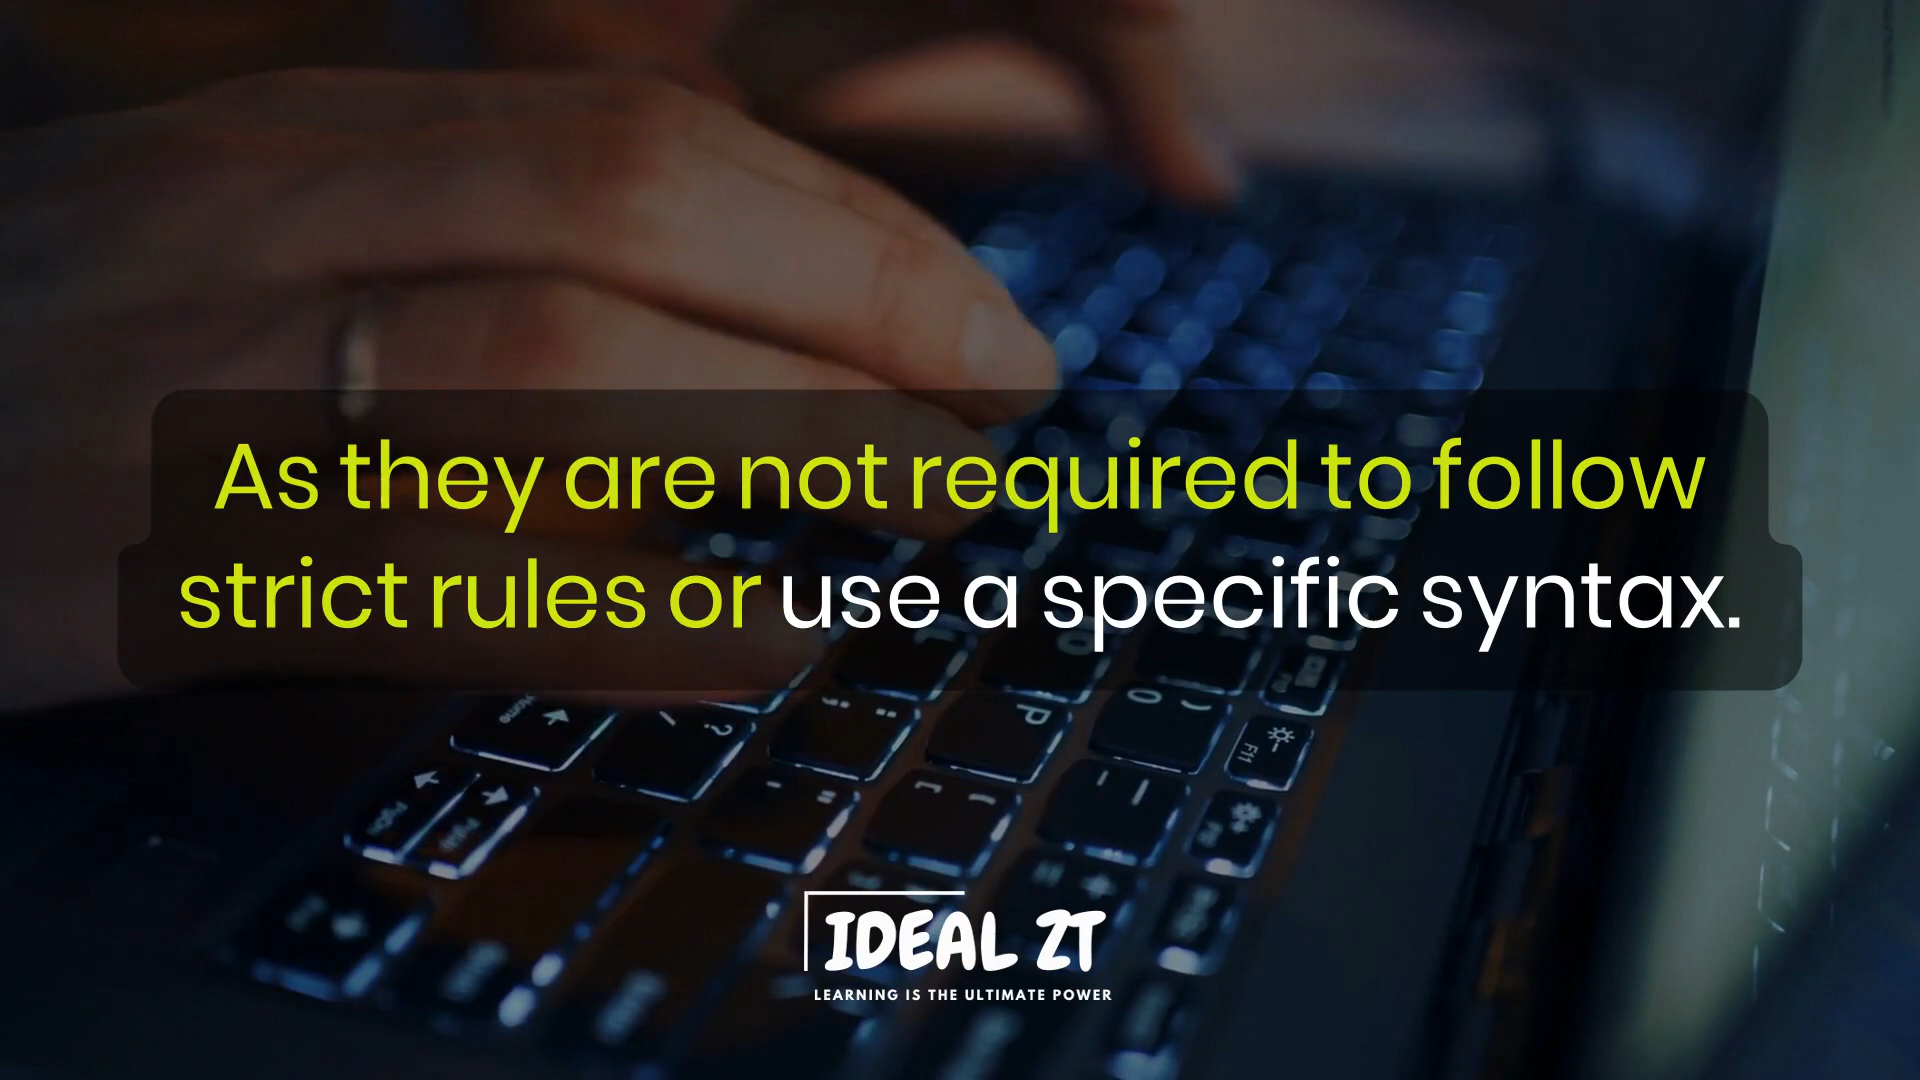 As they are not required to follow
strict rules or use a specific syntax.
IDEAL ZT
LEARNING IS THE ULTIMATE POWER